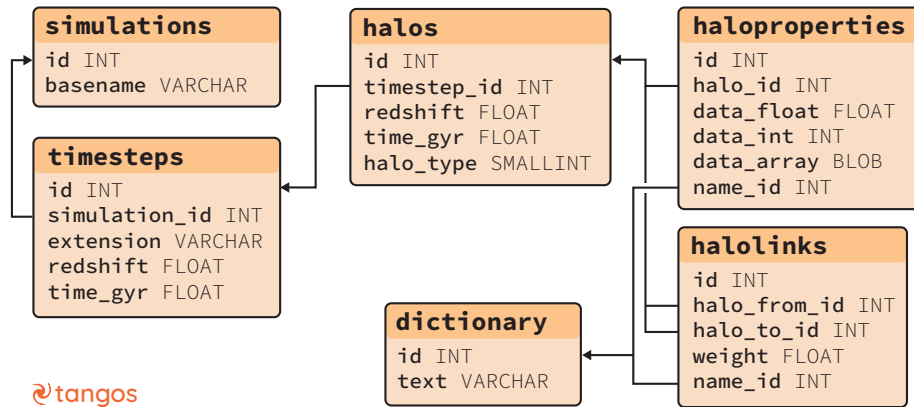 simulations
id INT
basename VARCHAR
timesteps
id INT
simulation_id INT
extension VARCHAR
redshift FLOAT
time_gyr FLOAT
halos
id INT
timestep_id INT
redshift FLOAT
time_gyr FLOAT
halo_type SMALLINT
haloproperties
id INT
halo_id INT
data_float FLOAT
data_int INT
data_array BLOB
name_id INT
halolinks
id INT
halo_from_id INT
halo_to_id INT
weight FLOAT
name_id INT
dictionary
id INT
text VARCHAR
tangos